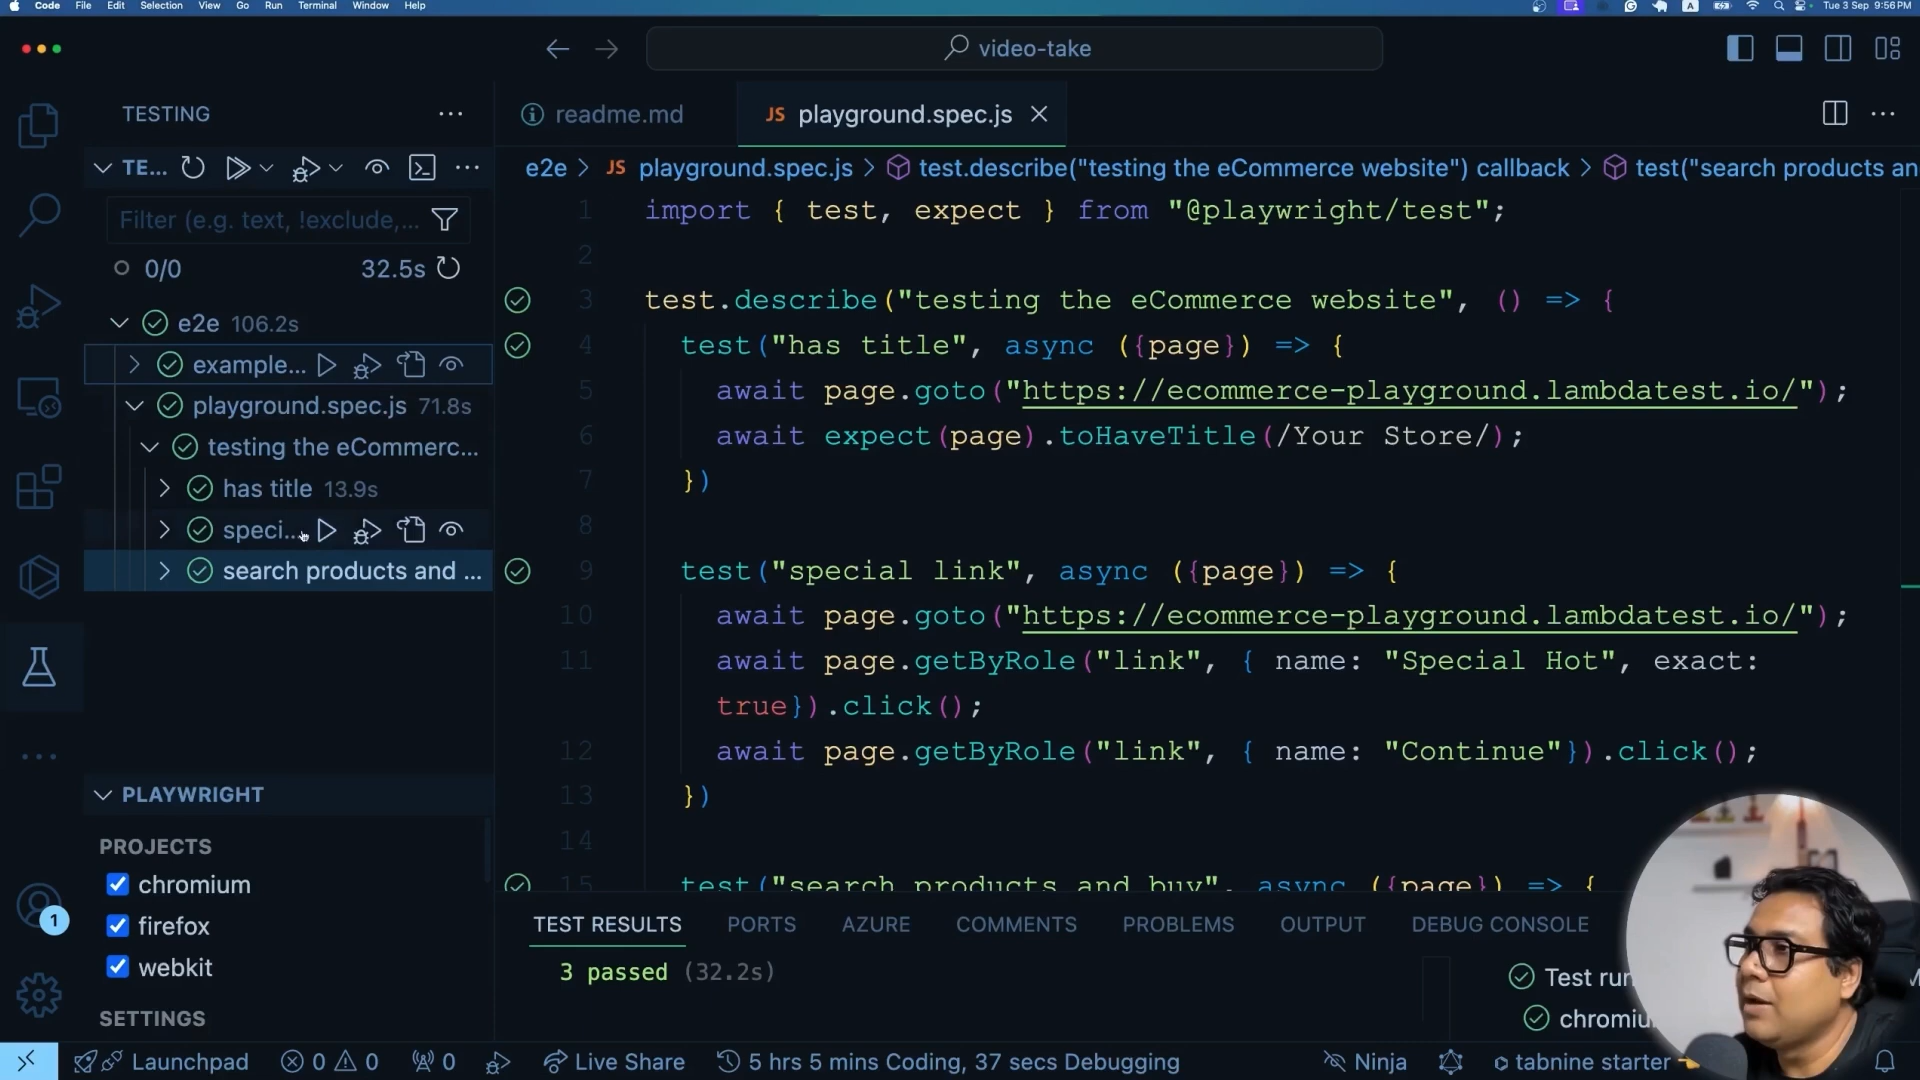 Code File Edit Selection View Go Run Terminal Window Help
A Tue 3 Sep 9:56 PM
video-take
TESTING
readme.md
JS playground.spec.js
TE...
e2e > JS playground.spec.js > test.describe("testing the eCommerce website") callback > test("search products an
Filter (e.g. text, !exclude,...
0/0 32.5s
e2e 106.2s
example...
playground.spec.js 71.8s
testing the eCommerc...
has title 13.9s
speci...
search products and ...
1 import { test, expect } from "@playwright/test";
2
3 test.describe("testing the eCommerce website", () => {
4 test("has title", async ({page}) => {
5 await page.goto("https://ecommerce-playground.lambdatest.io/");
6 await expect(page).toHaveTitle(/Your Store/);
7 })
8
9 test("special link", async ({page}) => {
10 await page.goto("https://ecommerce-playground.lambdatest.io/");
11 await page.getByRole("link", { name: "Special Hot", exact:
true}).click();
12 await page.getByRole("link", { name: "Continue"}).click();
13 })
14
15 test("search products and buy", async ({page}) => {
PLAYWRIGHT
PROJECTS
chromium
firefox
webkit
SETTINGS
1
TEST RESULTS PORTS AZURE COMMENTS PROBLEMS OUTPUT DEBUG CONSOLE
3 passed (32.2s)
Test run
chromiu
Launchpad 0 0 0 Live Share 5 hrs 5 mins Coding, 37 secs Debugging Ninja tabnine starter